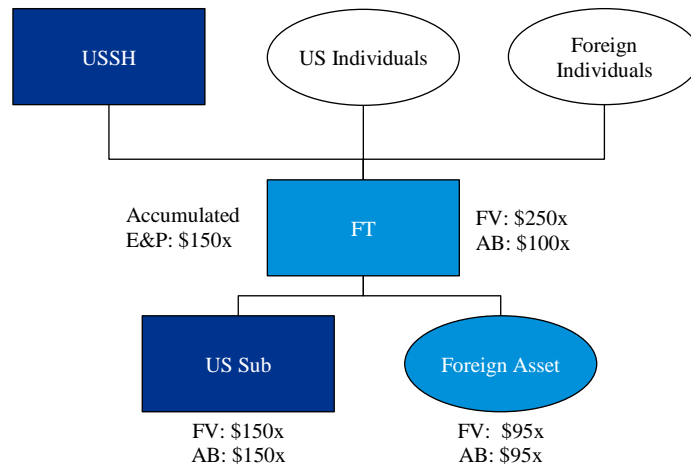 USSH
US Individuals
Foreign
Individuals
Accumulated
E&P: $150x
FT
FV: $250x
AB: $100x
US Sub
Foreign Asset
FV: $150x
AB: $150x
FV:  $95x
AB: $95x